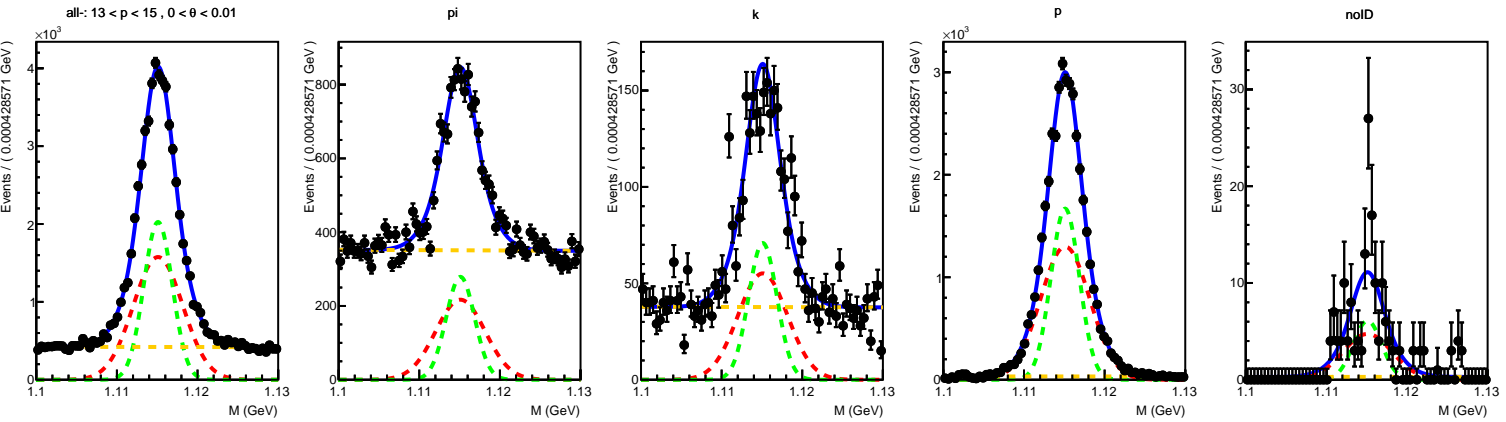 all-: 13 < p < 15 , 0 < θ < 0.01
×10³
Events / ( 0.000428571 GeV )
4
3
2
1
0
1.1
1.11
1.12
1.13
M (GeV)
pi
Events / ( 0.000428571 GeV )
800
600
400
200
0
1.1
1.11
1.12
1.13
M (GeV)
k
Events / ( 0.000428571 GeV )
150
100
50
0
1.1
1.11
1.12
1.13
M (GeV)
p
×10³
Events / ( 0.000428571 GeV )
3
2
1
0
1.1
1.11
1.12
1.13
M (GeV)
noID
Events / ( 0.000428571 GeV )
30
20
10
0
1.1
1.11
1.12
1.13
M (GeV)